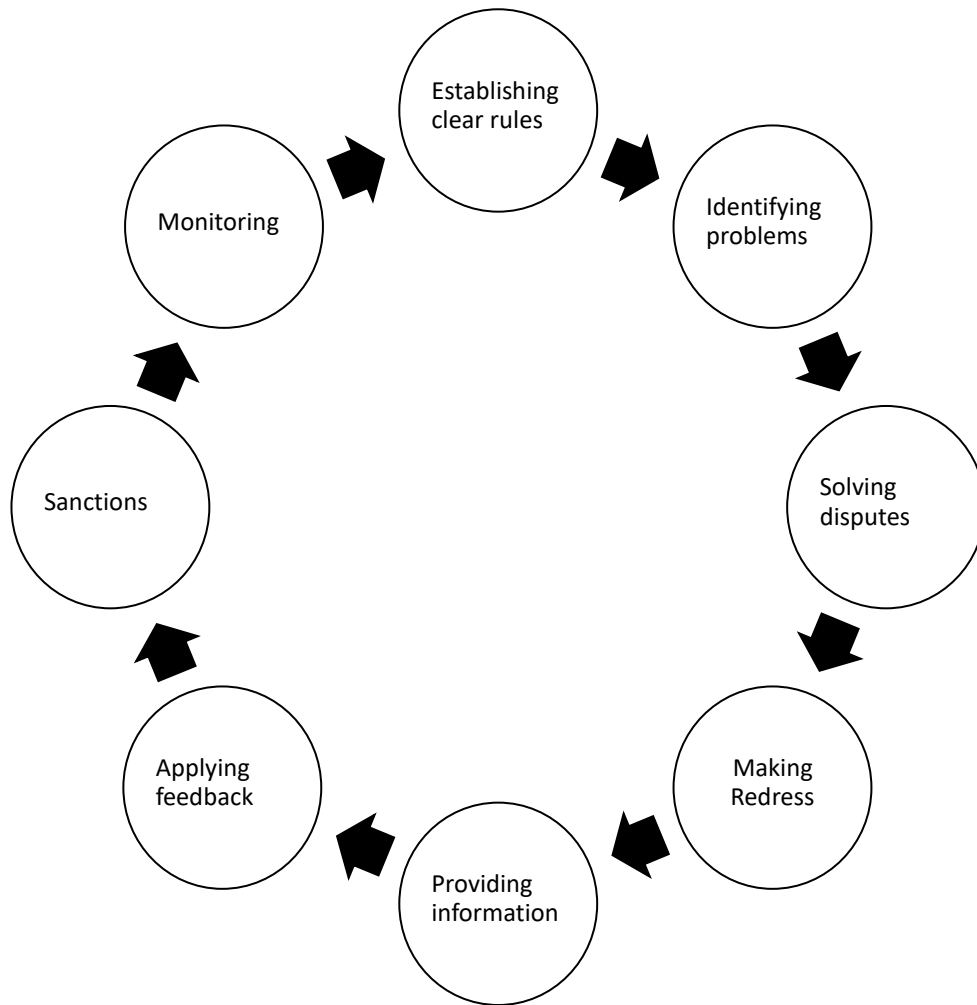 Establishing
clear rules
Identifying
problems
Solving
disputes
Making
Redress
Providing
information
Applying
feedback
Sanctions
Monitoring